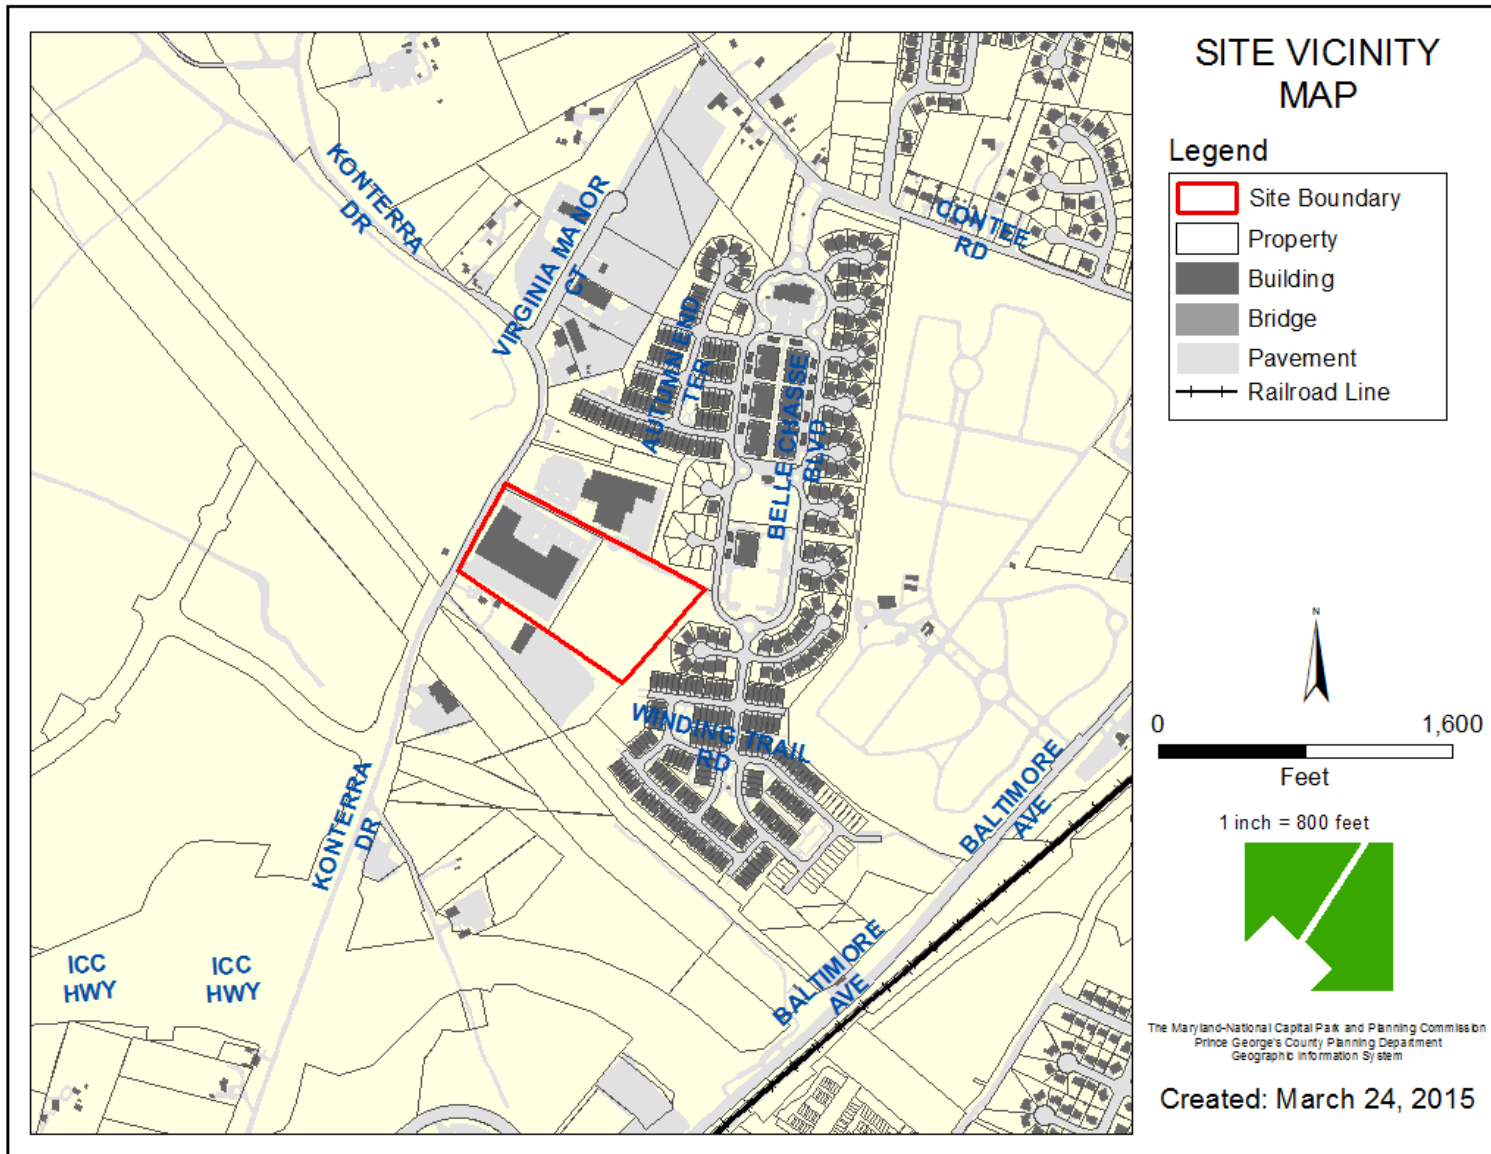 SITE VICINITY
MAP
Legend
Site Boundary
Property
Building
Bridge
Pavement
Railroad Line
N
0 1,600
Feet
1 inch = 800 feet
The Maryland-National Capital Park and Planning Commission
Prince George's County Planning Department
Geographic Information System
Created: March 24, 2015
KONTERRA
DR
VIRGINIA MANOR
CT
CONTEE
RD
AUTUMN END
TER
BELLE CHASSE
BLVD
WINDING TRAIL
RD
KONTERRA
DR
BALTIMORE
AVE
BALTIMORE
AVE
ICC
HWY
ICC
HWY